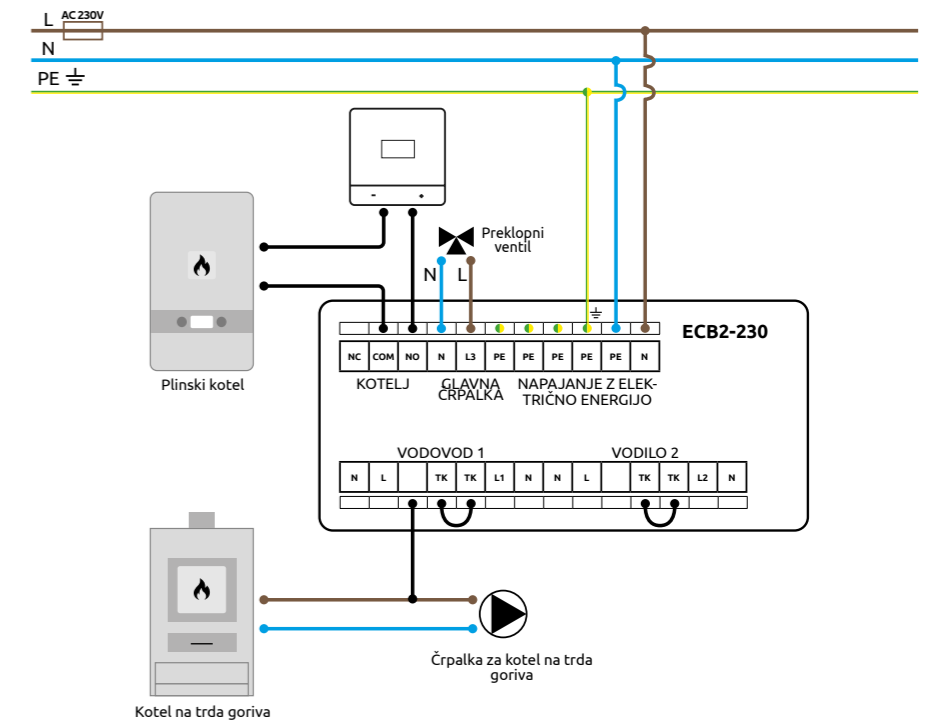 L AC 230V
N
PE
- +
Preklopni
ventil
N L
ECB2-230
NC COM NO N L3 PE PE PE PE PE N
Plinski kotel
KOTELJ
GLAVNA
ČRPALKA
NAPAJANJE Z ELEK-
TRIČNO ENERGIJO
VODOVOD 1
VODILO 2
N L TK TK L1 N N L TK TK L2 N
Črpalka za kotel na trda
goriva
Kotel na trda goriva